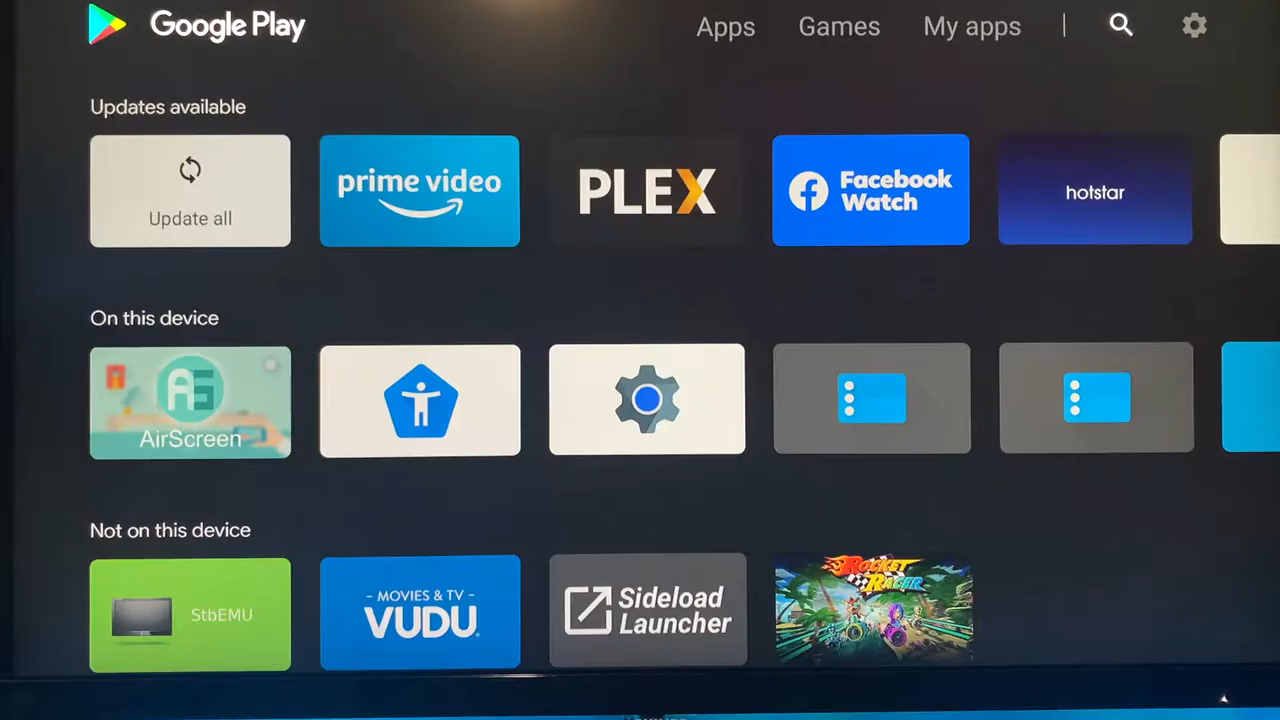 Google Play
Apps
Games
My apps
Updates available
Update all
prime video
PLEX
Facebook
Watch
hotstar
On this device
AS
AirScreen
Not on this device
StbEMU
- MOVIES & TV -
VUDU
Sideload
Launcher
ROCKET
RACER